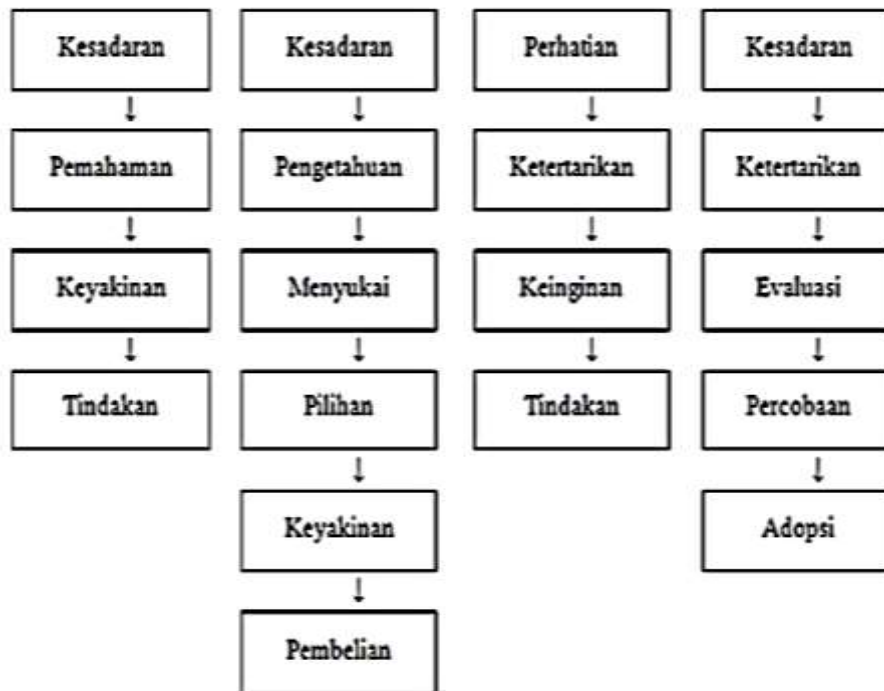 Kesadaran
Pemahaman
Keyakinan
Tindakan
Kesadaran
Pengetahuan
Menyukai
Pilihan
Keyakinan
Pembelian
Perhatian
Ketertarikan
Keinginan
Tindakan
Kesadaran
Ketertarikan
Evaluasi
Percobaan
Adopsi